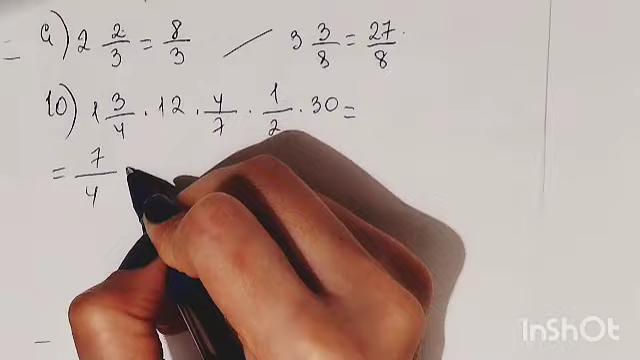 9) 2 2/3 = 8/3 / 3 3/8 = 27/8
10) 1 3/4 · 12 · 4/7 · 1/2 · 30 =
= 7/4 ·
InShOt